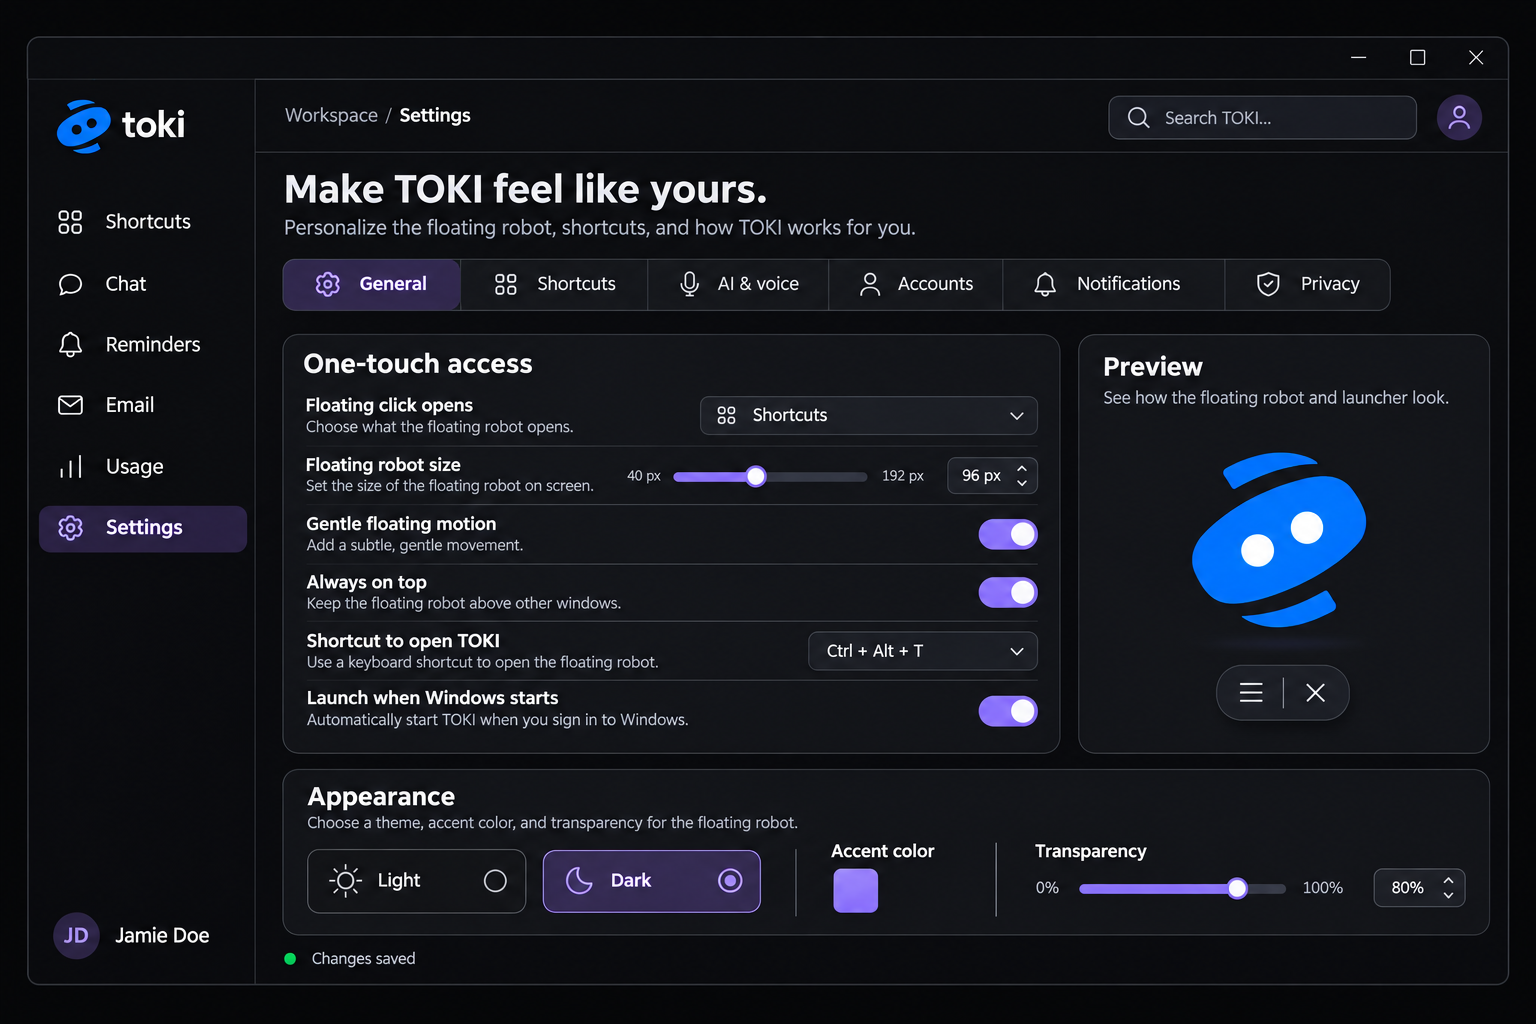 toki
Workspace / Settings
Search TOKI...
Shortcuts
Chat
Reminders
Email
Usage
Settings
JD
Jamie Doe
Make TOKI feel like yours.
Personalize the floating robot, shortcuts, and how TOKI works for you.
General
Shortcuts
AI & voice
Accounts
Notifications
Privacy
One-touch access
Floating click opens
Choose what the floating robot opens.
Shortcuts
Floating robot size
Set the size of the floating robot on screen.
40 px
192 px
96 px
Gentle floating motion
Add a subtle, gentle movement.
Always on top
Keep the floating robot above other windows.
Shortcut to open TOKI
Use a keyboard shortcut to open the floating robot.
Ctrl + Alt + T
Launch when Windows starts
Automatically start TOKI when you sign in to Windows.
Preview
See how the floating robot and launcher look.
Appearance
Choose a theme, accent color, and transparency for the floating robot.
Light
Dark
Accent color
Transparency
0%
100%
80%
Changes saved